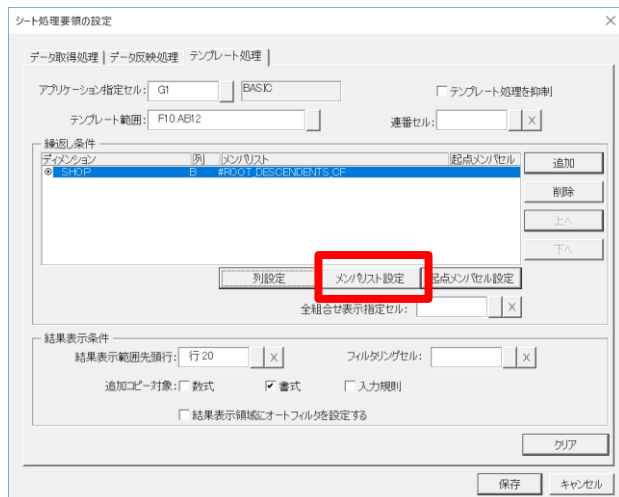 シート処理要領の設定
データ取得処理 データ反映処理 テンプレート処理
アプリケーション指定セル: G1 BASIC テンプレート処理を抑制
テンプレート範囲: F10:AB12 連番セル: X
繰返し条件
ディメンション 列 メンバリスト 起点メンバセル 追加
SHOP B #ROOT_DESCENDENTS_CF
削除
上へ
下へ
列設定 メンバリスト設定 起点メンバセル設定
全組合せ表示指定セル: X
結果表示条件
結果表示範囲先頭行: 行 20 X フィルタリングセル: X
追加コピー対象: 数式 書式 入力規則
結果表示領域にオートフィルタを設定する
クリア
保存 キャンセル